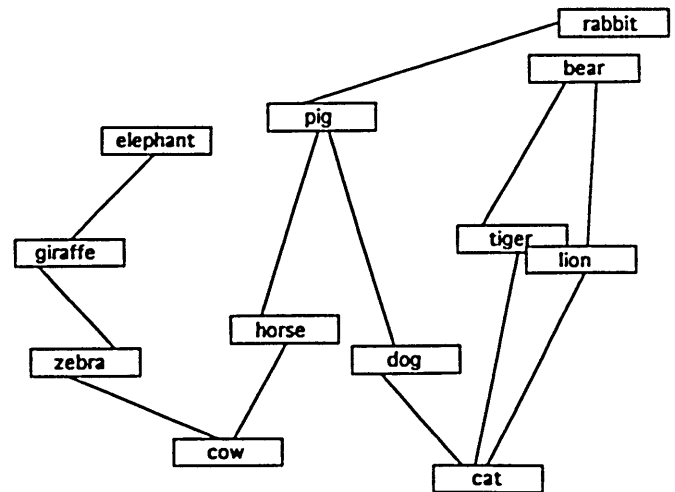 rabbit
bear
pig
elephant
tiger
giraffe
lion
horse
dog
zebra
cow
cat